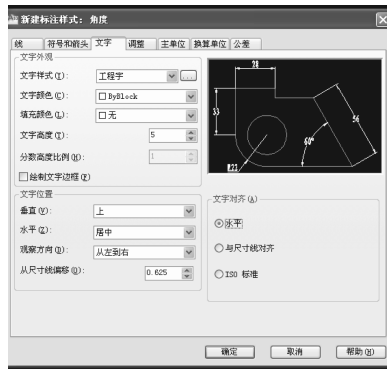 新建标注样式: 角度
线 符号和箭头 文字 调整 主单位 换算单位 公差
文字外观
文字样式(Y): 工程字 ...
文字颜色(C): ByBlock
填充颜色(L): 无
文字高度(T): 5
分数高度比例(H): 1
绘制文字边框(F)
28
33
56
60°
R22
文字位置
垂直(V): 上
水平(Z): 居中
观察方向(D): 从左到右
从尺寸线偏移(O): 0.625
文字对齐(A)
水平
与尺寸线对齐
ISO 标准
确定 取消 帮助(H)